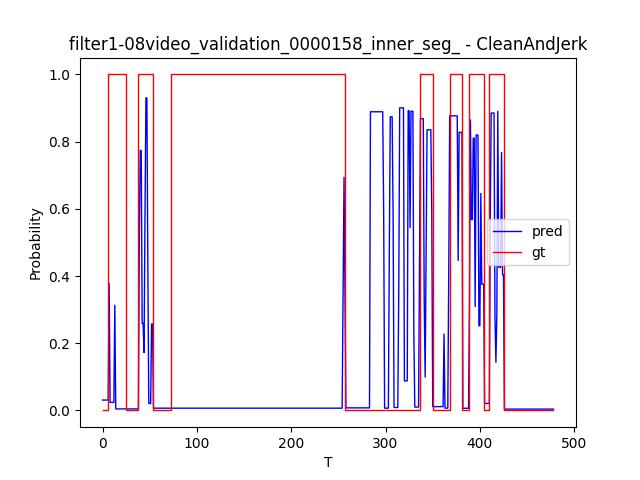 filter1-08video_validation_0000158_inner_seg_ - CleanAndJerk
1.0
0.8
0.6
0.4
0.2
0.0
Probability
pred
gt
0
100
200
300
400
500
T